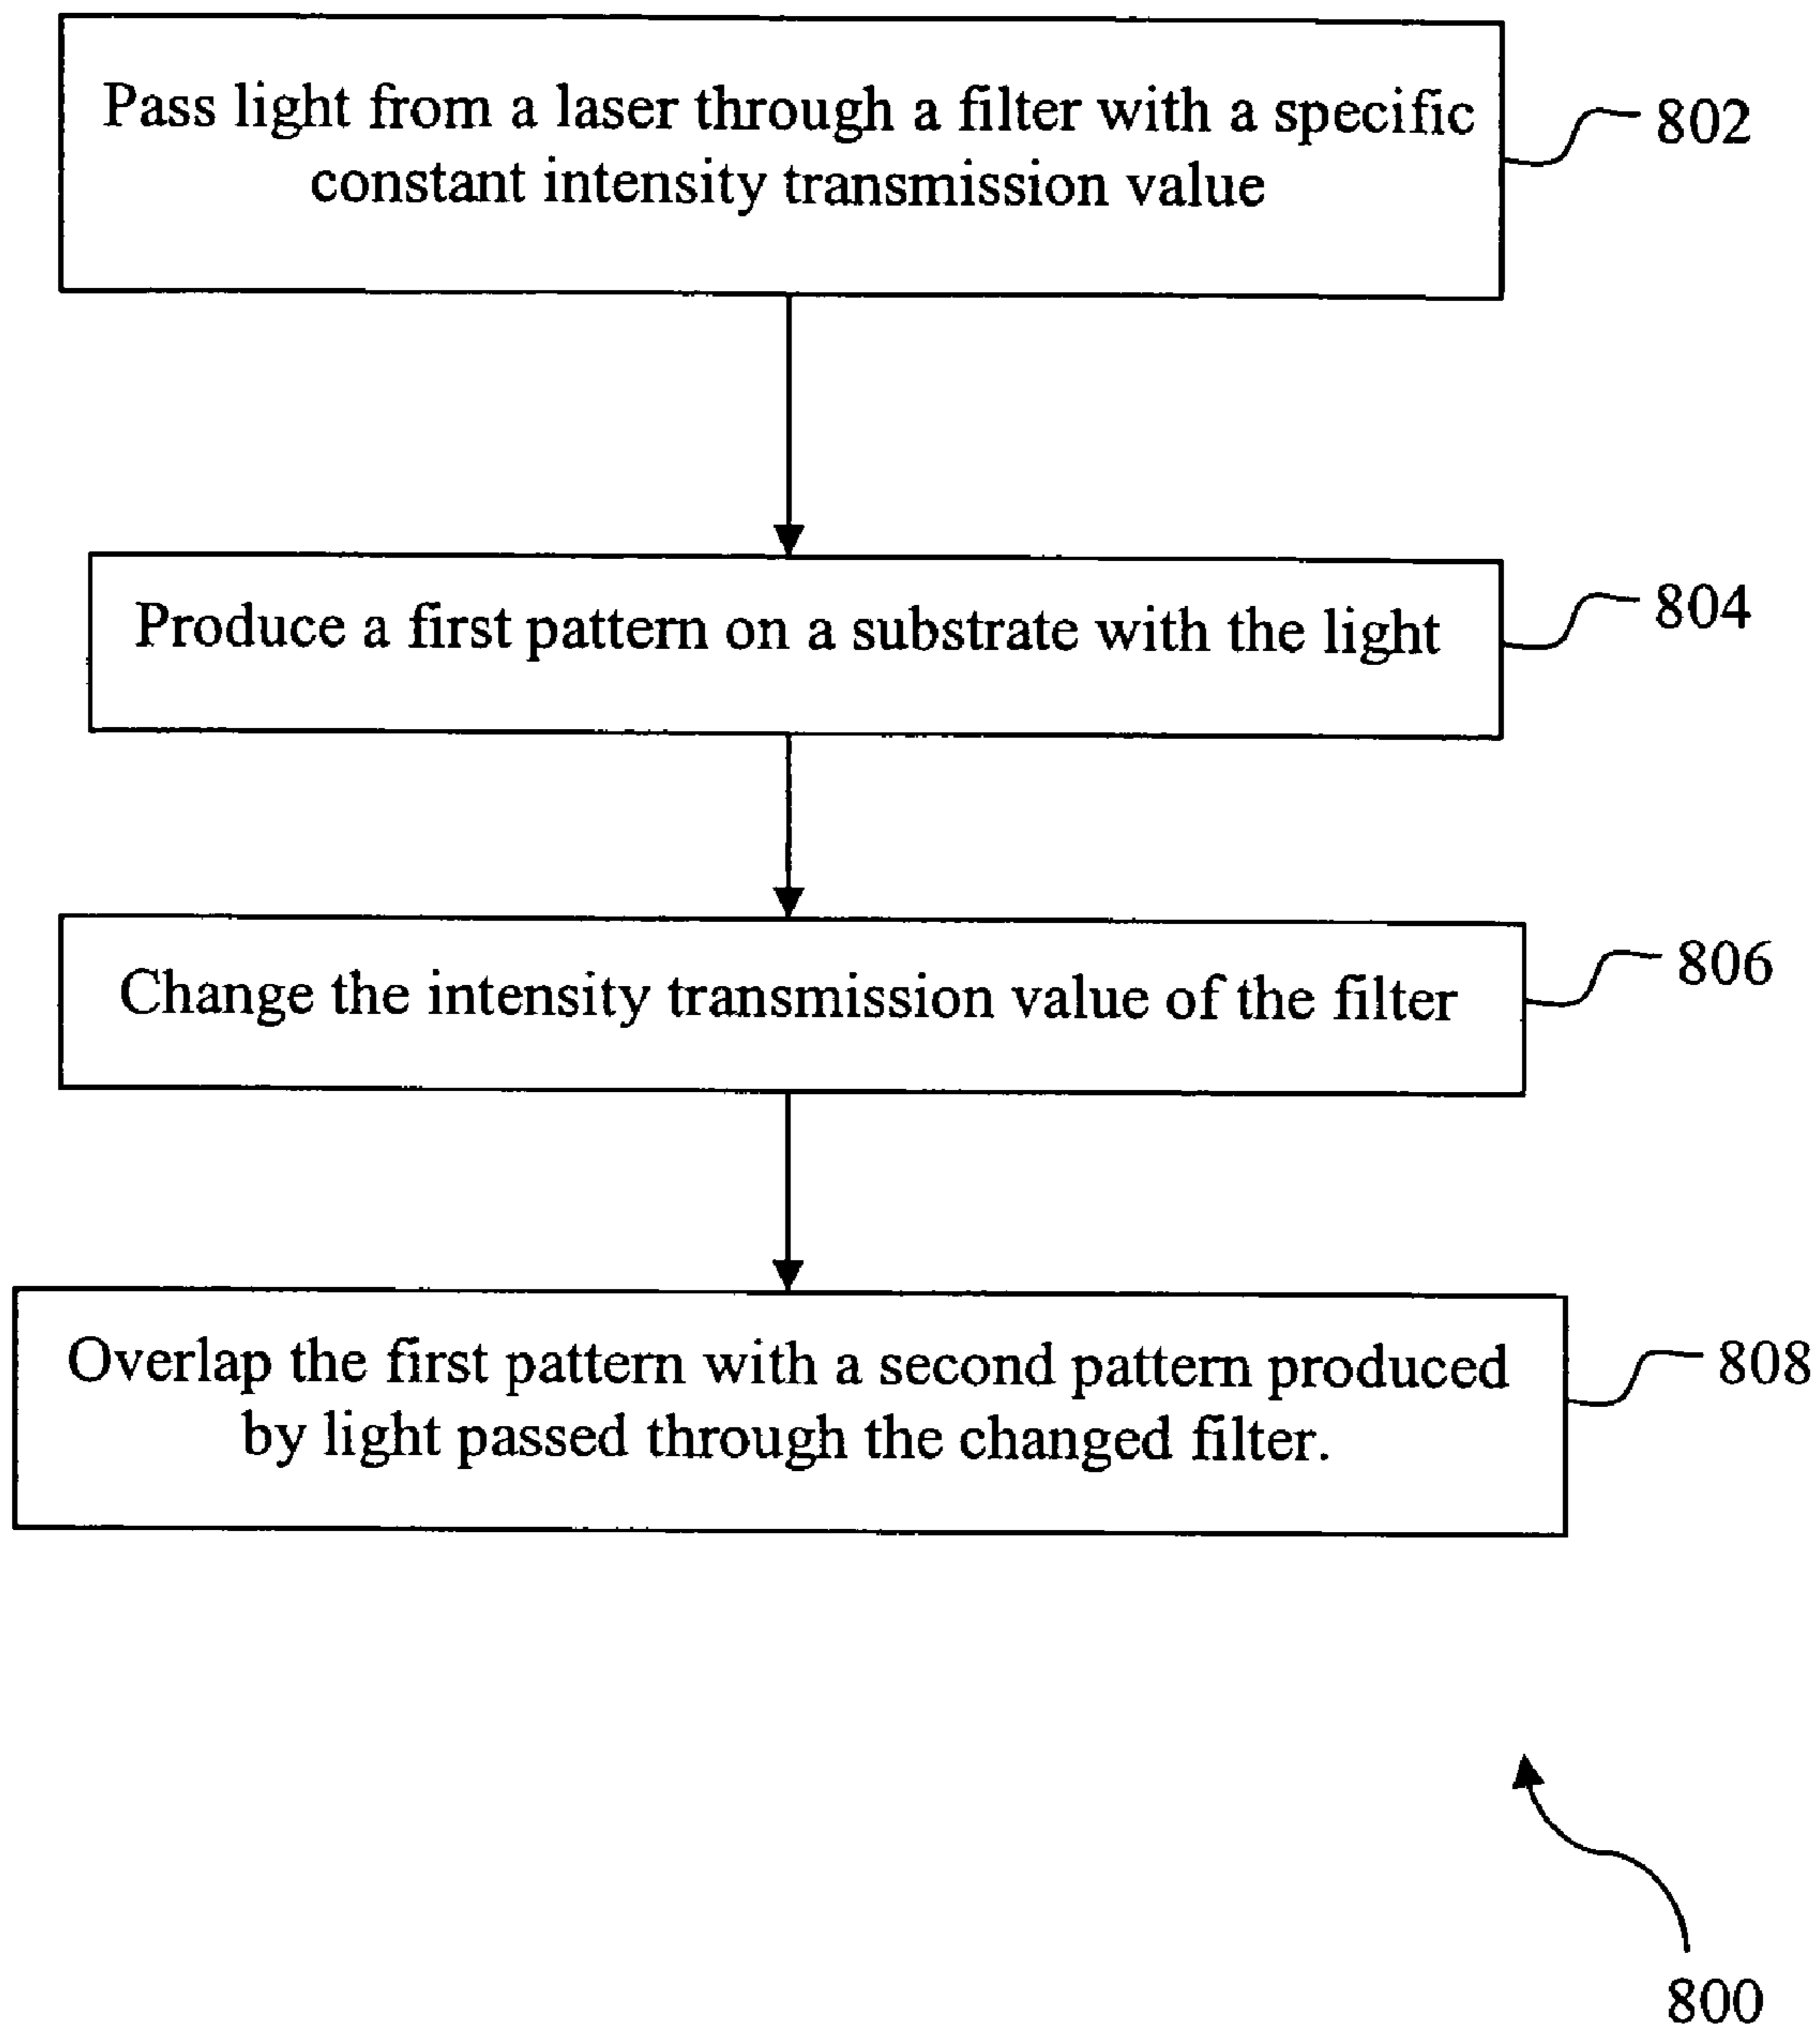 Pass light from a laser through a filter with a specific
constant intensity transmission value
802
Produce a first pattern on a substrate with the light
804
Change the intensity transmission value of the filter
806
Overlap the first pattern with a second pattern produced
by light passed through the changed filter.
808
800